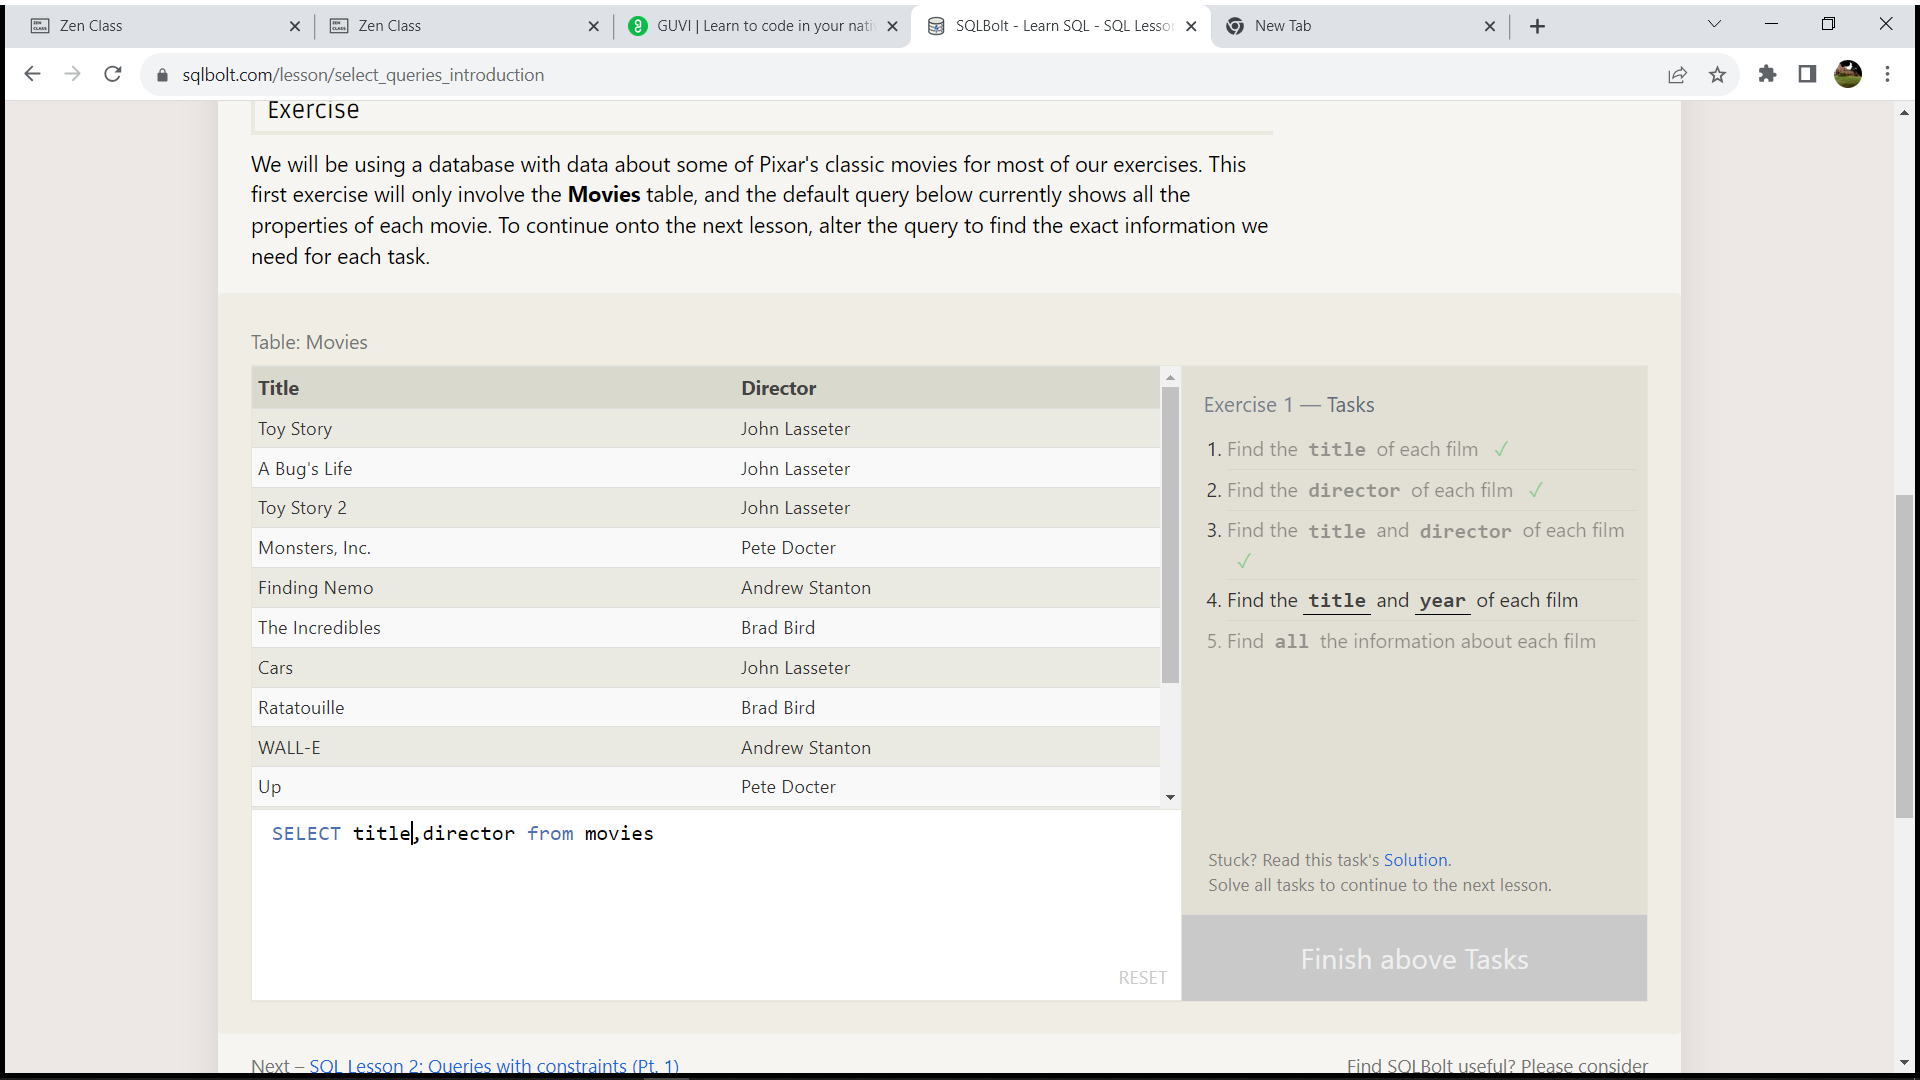 Zen Class
Zen Class
GUVI | Learn to code in your nati
SQLBolt - Learn SQL - SQL Lesson
New Tab
sqlbolt.com/lesson/select_queries_introduction
Exercise
We will be using a database with data about some of Pixar's classic movies for most of our exercises. This
first exercise will only involve the Movies table, and the default query below currently shows all the
properties of each movie. To continue onto the next lesson, alter the query to find the exact information we
need for each task.
Table: Movies
Title Director
Toy Story John Lasseter
A Bug's Life John Lasseter
Toy Story 2 John Lasseter
Monsters, Inc. Pete Docter
Finding Nemo Andrew Stanton
The Incredibles Brad Bird
Cars John Lasseter
Ratatouille Brad Bird
WALL-E Andrew Stanton
Up Pete Docter
SELECT title,director from movies
RESET
Exercise 1 — Tasks
1. Find the title of each film ✓
2. Find the director of each film ✓
3. Find the title and director of each film
✓
4. Find the title and year of each film
5. Find all the information about each film
Stuck? Read this task's Solution.
Solve all tasks to continue to the next lesson.
Finish above Tasks
Next – SQL Lesson 2: Queries with constraints (Pt. 1)
Find SQLBolt useful? Please consider